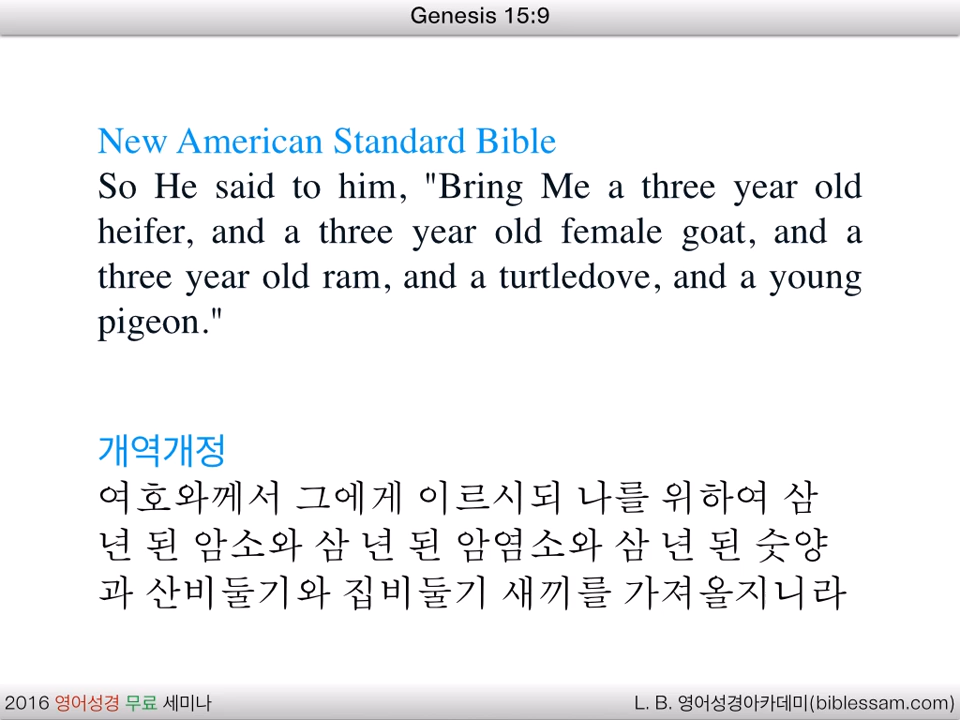 Genesis 15:9
New American Standard Bible
So He said to him, "Bring Me a three year old
heifer, and a three year old female goat, and a
three year old ram, and a turtledove, and a young
pigeon."
개역개정
여호와께서 그에게 이르시되 나를 위하여 삼
년 된 암소와 삼 년 된 암염소와 삼 년 된 숫양
과 산비둘기와 집비둘기 새끼를 가져올지니라
2016 영어성경 무료 세미나
L. B. 영어성경아카데미(biblessam.com)